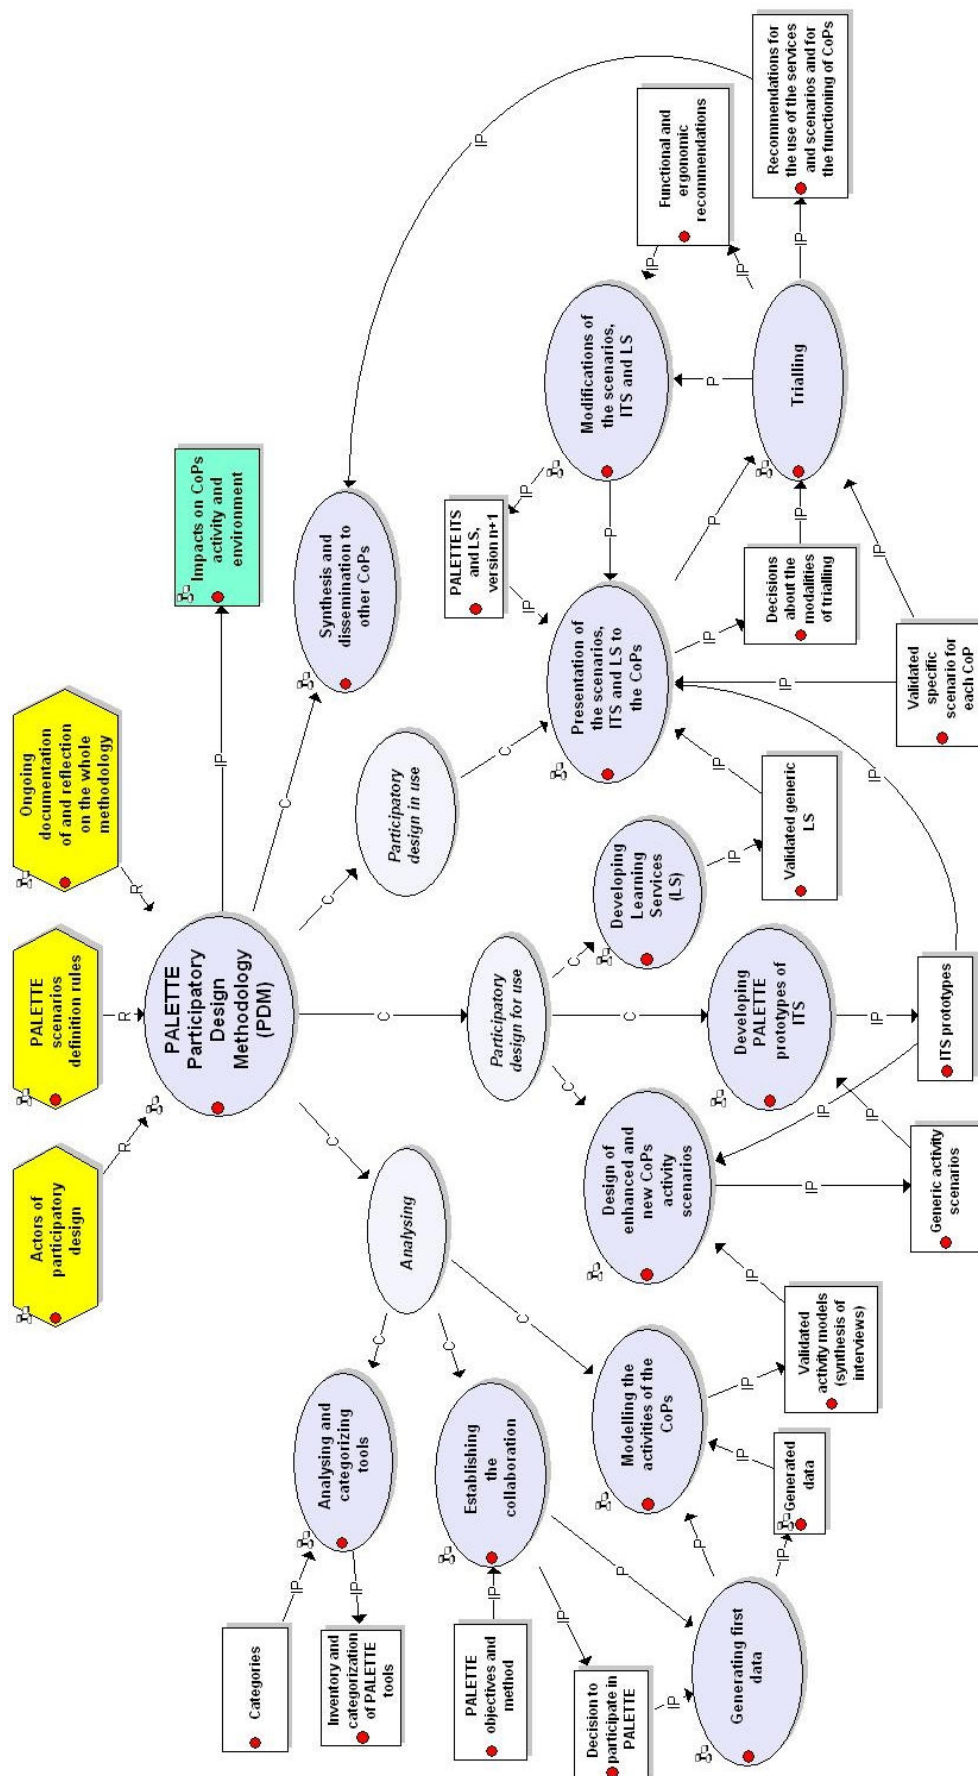 Actors of
participatory
design
PALETTE
scenarios
definition rules
Ongoing
documentation
of and reflection
on the whole
methodology
R
R
R
PALETTE
Participatory
Design
Methodology
(PDM)
IP
Impacts on CoPs
activity and
environment
C
C
C
C
Analysing
Participatory
design for use
Participatory
design in use
Synthesis and
dissemination to
other CoPs
IP
C
C
C
Categories
IP
Analysing and
categorizing
tools
IP
Inventory and
categorization
of PALETTE
tools
PALETTE
objectives and
method
IP
Establishing
the
collaboration
IP
P
Decision to
participate in
PALETTE
IP
Generating first
data
P
IP
Generated
data
IP
Modelling the
activities of the
CoPs
IP
Validated
activity models
(synthesis of
interviews)
IP
C
C
C
Design of
enhanced and
new CoPs
activity
scenarios
IP
Generic activity
scenarios
IP
Developing
PALETTE
prototypes of
ITS
IP
ITS prototypes
IP
IP
Developing
Learning
Services
(LS)
IP
Validated generic
LS
IP
C
Presentation of
the scenarios,
ITS and LS to
the CoPs
PALETTE ITS
and LS,
version n+1
IP
IP
P
Modifications of
the scenarios,
ITS and LS
IP
Functional and
ergonomic
recommendations
IP
P
P
IP
Decisions
about the
modalities
of trialling
IP
Trialling
IP
Recommendations for
the use of the services
and scenarios and for
the functioning of CoPs
Validated
specific
scenario for
each CoP
IP
IP